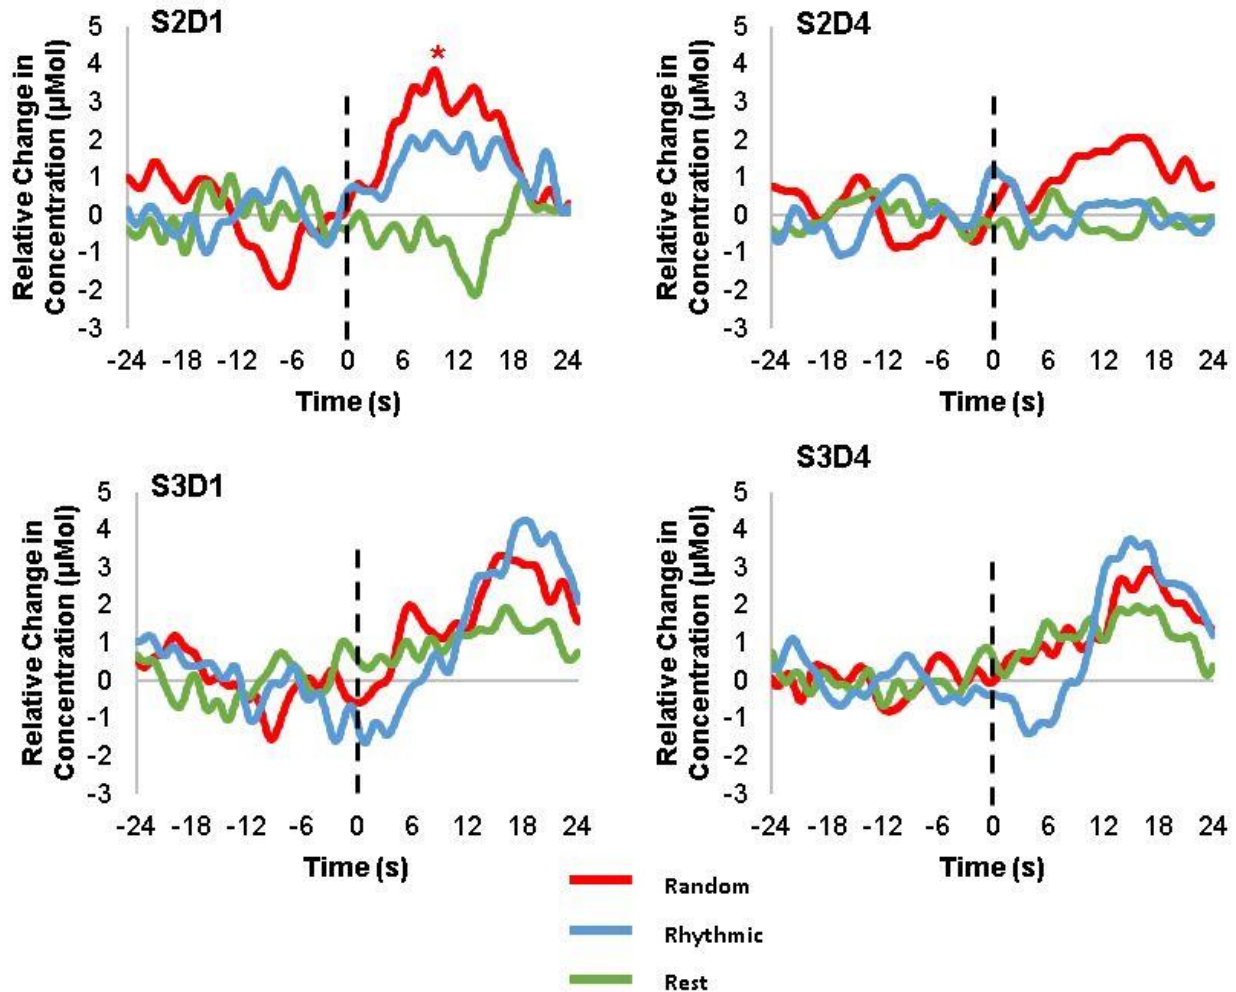 S2D1
Relative Change in
Concentration (µMol)
5
4
3
2
1
0
-1
-2
-3
*
-24 -18 -12 -6 0 6 12 18 24
Time (s)
S2D4
Relative Change in
Concentration (µMol)
5
4
3
2
1
0
-1
-2
-3
-24 -18 -12 -6 0 6 12 18 24
Time (s)
S3D1
Relative Change in
Concentration (µMol)
5
4
3
2
1
0
-1
-2
-3
-24 -18 -12 -6 0 6 12 18 24
Time (s)
S3D4
Relative Change in
Concentration (µMol)
5
4
3
2
1
0
-1
-2
-3
-24 -18 -12 -6 0 6 12 18 24
Time (s)
Random
Rhythmic
Rest